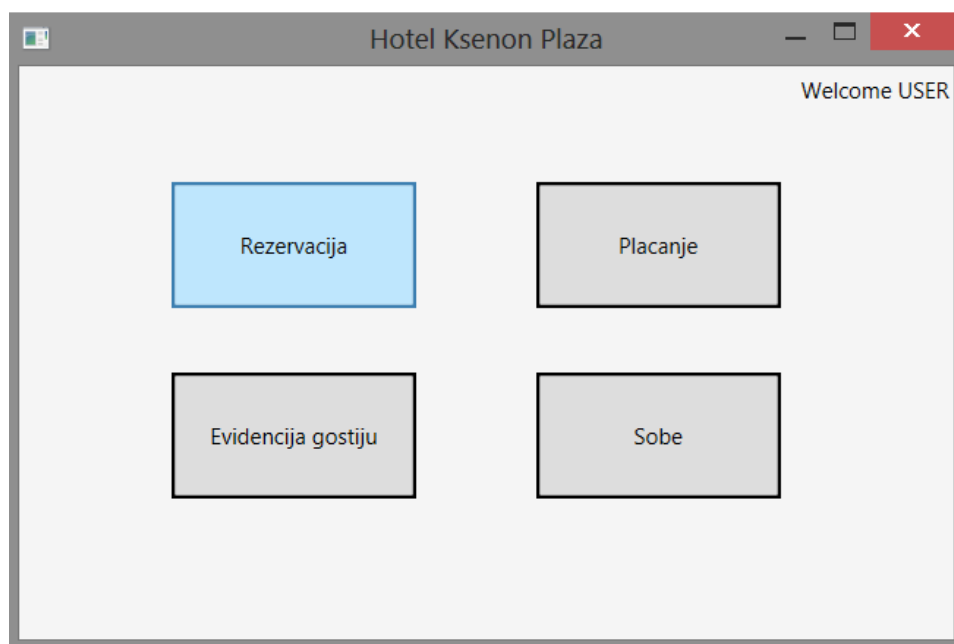 Hotel Ksenon Plaza
Welcome USER
Rezervacija
Placanje
Evidencija gostiju
Sobe